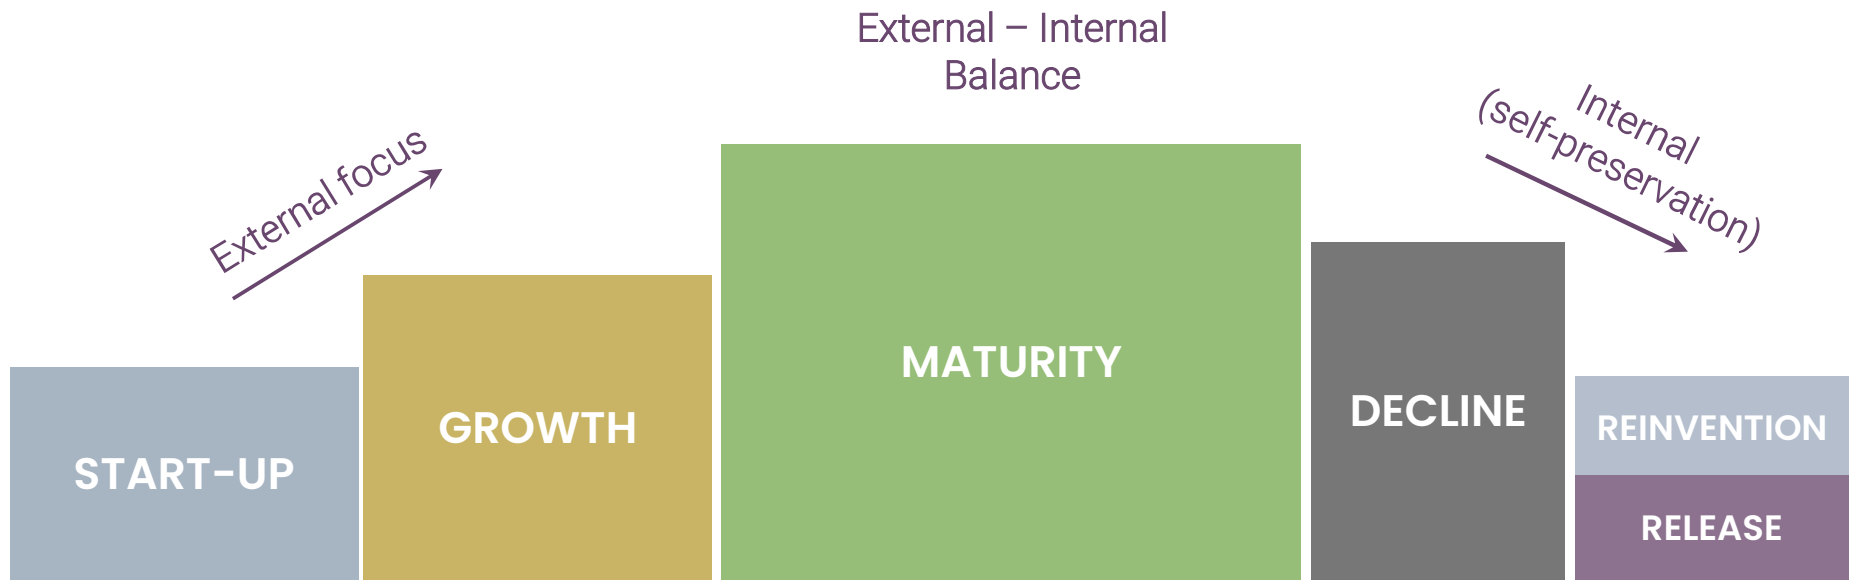 External – Internal
Balance
External focus
Internal
(self-preservation)
START-UP
GROWTH
MATURITY
DECLINE
REINVENTION
RELEASE